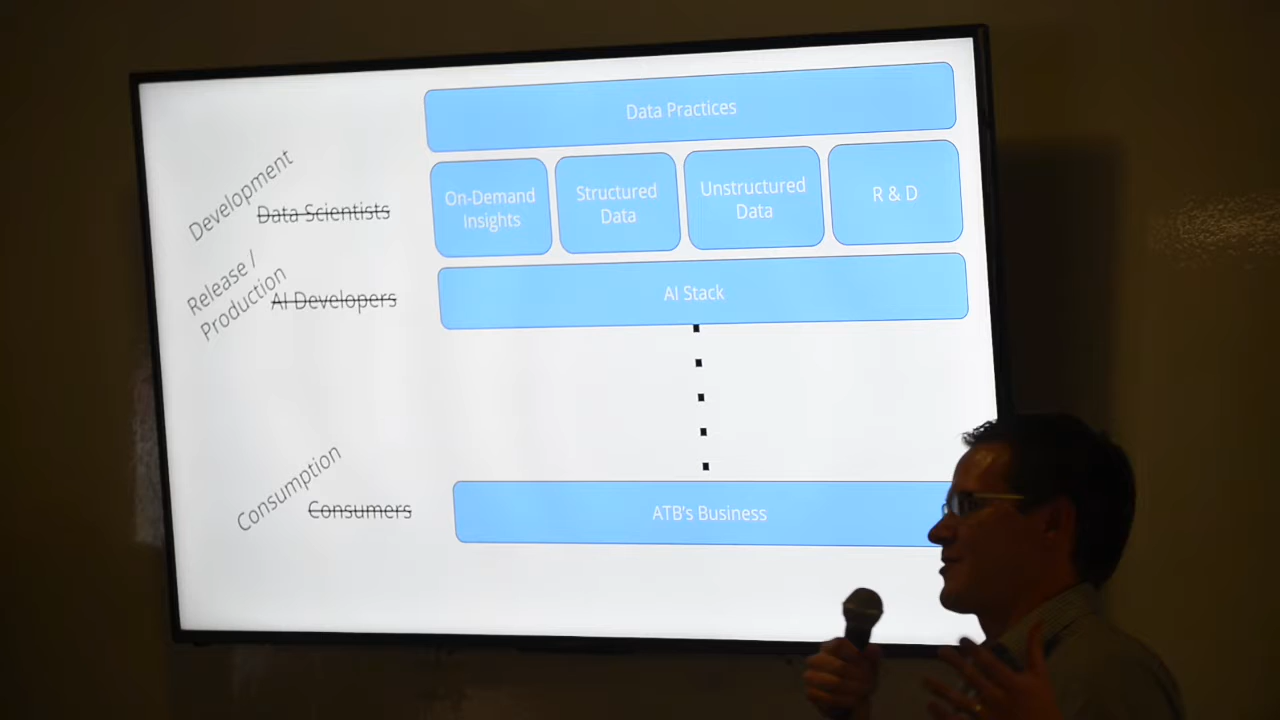 Data Practices
Development
Data Scientists
On-Demand
Insights
Structured
Data
Unstructured
Data
R & D
Release /
Production
AI Developers
AI Stack
Consumption
Consumers
ATB's Business